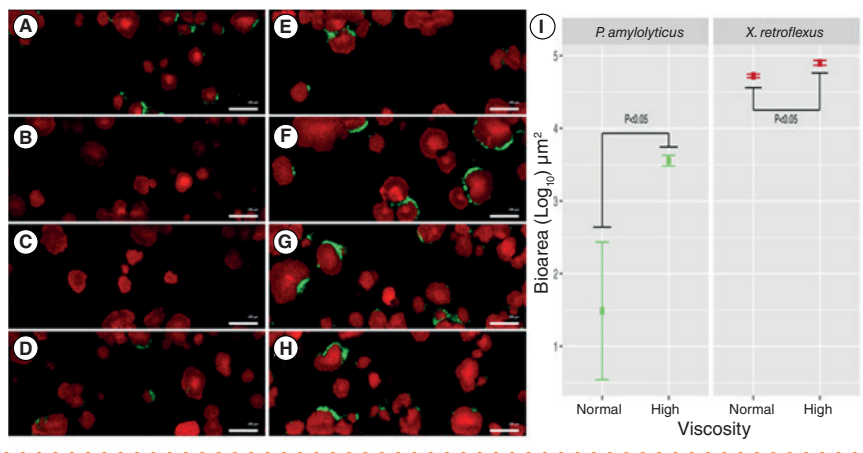 A
E
B
F
C
G
D
H
I
P. amylolyticus
X. retroflexus
Bioarea (Log10) μm2
5
4
3
2
1
P<0.05
P<0.05
Normal
High
Normal
High
Viscosity